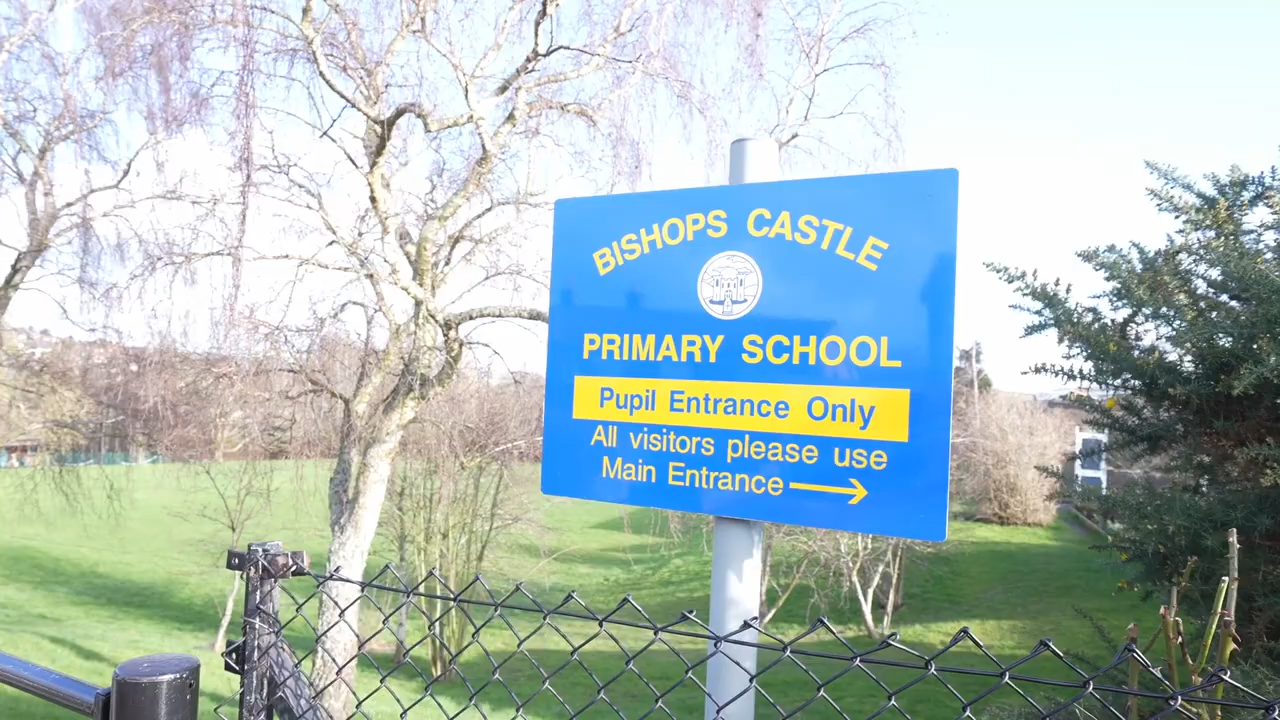 BISHOPS CASTLE
PRIMARY SCHOOL
Pupil Entrance Only
All visitors please use
Main Entrance